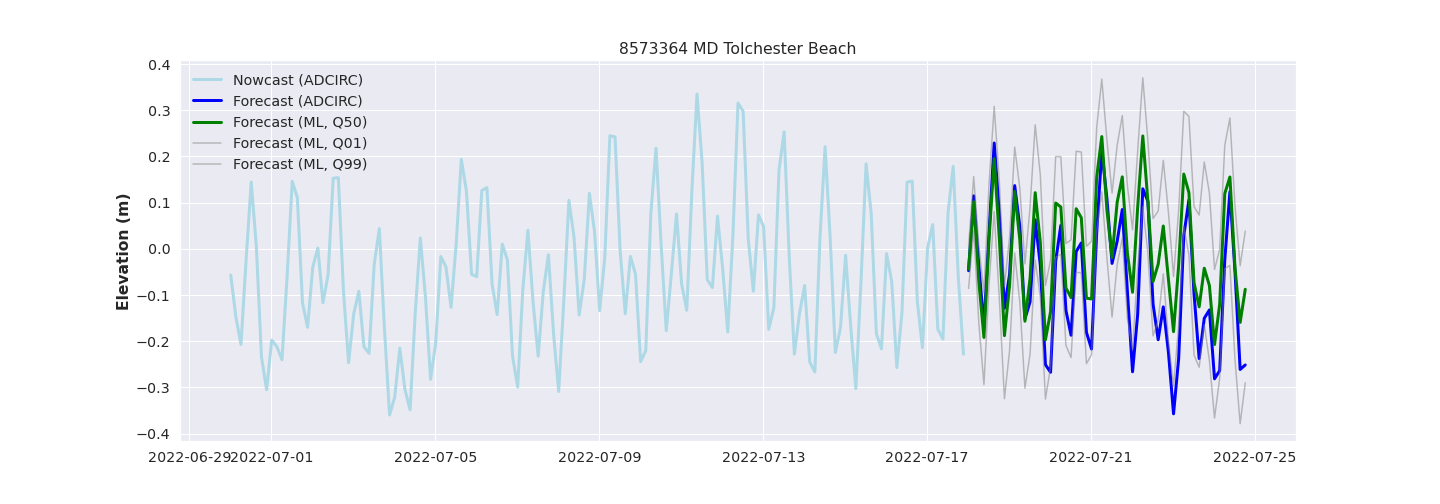 8573364 MD Tolchester Beach
Nowcast (ADCIRC)
Forecast (ADCIRC)
Forecast (ML, Q50)
Forecast (ML, Q01)
Forecast (ML, Q99)
Elevation (m)
0.4
0.3
0.2
0.1
0.0
−0.1
−0.2
−0.3
−0.4
2022-06-29 2022-07-01 2022-07-05 2022-07-09 2022-07-13 2022-07-17 2022-07-21 2022-07-25